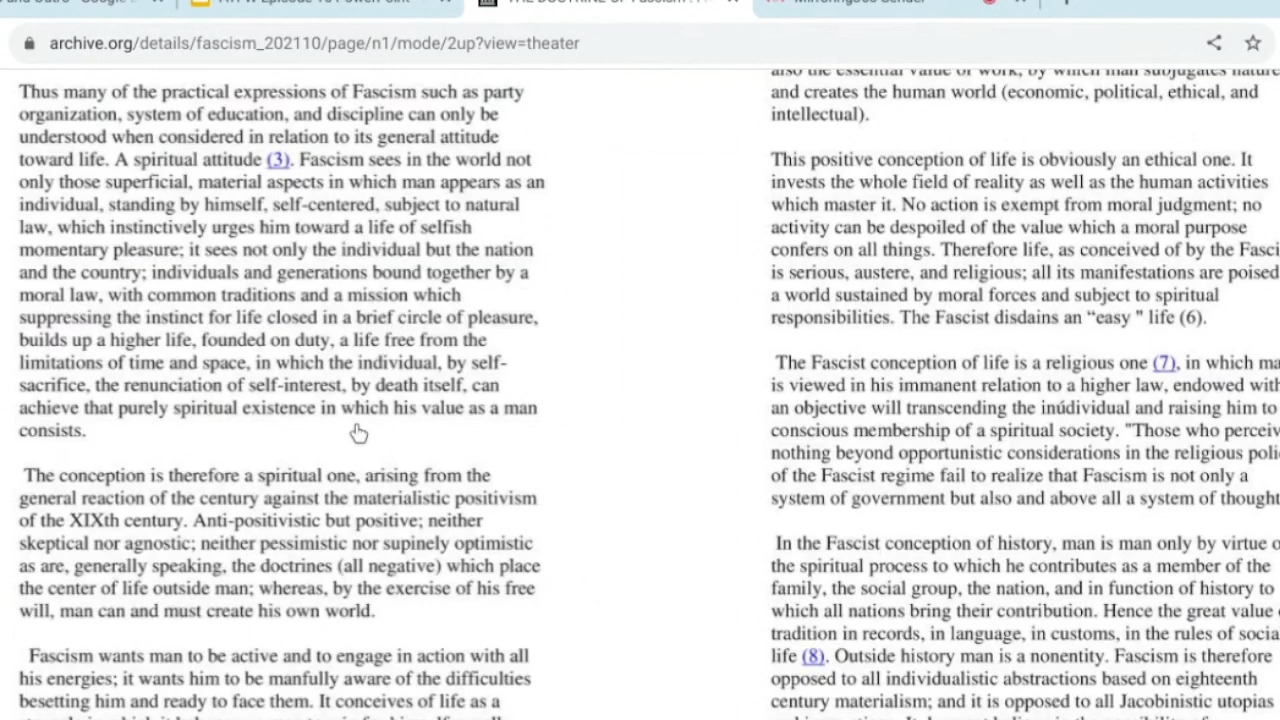 archive.org/details/fascism_202110/page/n1/mode/2up?view=theater
Thus many of the practical expressions of Fascism such as party
organization, system of education, and discipline can only be
understood when considered in relation to its general attitude
toward life. A spiritual attitude (3). Fascism sees in the world not
only those superficial, material aspects in which man appears as an
individual, standing by himself, self-centered, subject to natural
law, which instinctively urges him toward a life of selfish
momentary pleasure; it sees not only the individual but the nation
and the country; individuals and generations bound together by a
moral law, with common traditions and a mission which
suppressing the instinct for life closed in a brief circle of pleasure,
builds up a higher life, founded on duty, a life free from the
limitations of time and space, in which the individual, by self-
sacrifice, the renunciation of self-interest, by death itself, can
achieve that purely spiritual existence in which his value as a man
consists.
The conception is therefore a spiritual one, arising from the
general reaction of the century against the materialistic positivism
of the XIXth century. Anti-positivistic but positive; neither
skeptical nor agnostic; neither pessimistic nor supinely optimistic
as are, generally speaking, the doctrines (all negative) which place
the center of life outside man; whereas, by the exercise of his free
will, man can and must create his own world.
Fascism wants man to be active and to engage in action with all
his energies; it wants him to be manfully aware of the difficulties
besetting him and ready to face them. It conceives of life as a
also the essential value of work, by which man subjugates nature
and creates the human world (economic, political, ethical, and
intellectual).
This positive conception of life is obviously an ethical one. It
invests the whole field of reality as well as the human activities
which master it. No action is exempt from moral judgment; no
activity can be despoiled of the value which a moral purpose
confers on all things. Therefore life, as conceived of by the Fasci
is serious, austere, and religious; all its manifestations are poised
a world sustained by moral forces and subject to spiritual
responsibilities. The Fascist disdains an “easy " life (6).
The Fascist conception of life is a religious one (7), in which ma
is viewed in his immanent relation to a higher law, endowed with
an objective will transcending the inúdividual and raising him to
conscious membership of a spiritual society. "Those who perceiv
nothing beyond opportunistic considerations in the religious poli
of the Fascist regime fail to realize that Fascism is not only a
system of government but also and above all a system of thought
In the Fascist conception of history, man is man only by virtue o
the spiritual process to which he contributes as a member of the
family, the social group, the nation, and in function of history to
which all nations bring their contribution. Hence the great value
tradition in records, in language, in customs, in the rules of socia
life (8). Outside history man is a nonentity. Fascism is therefore
opposed to all individualistic abstractions based on eighteenth
century materialism; and it is opposed to all Jacobinistic utopias